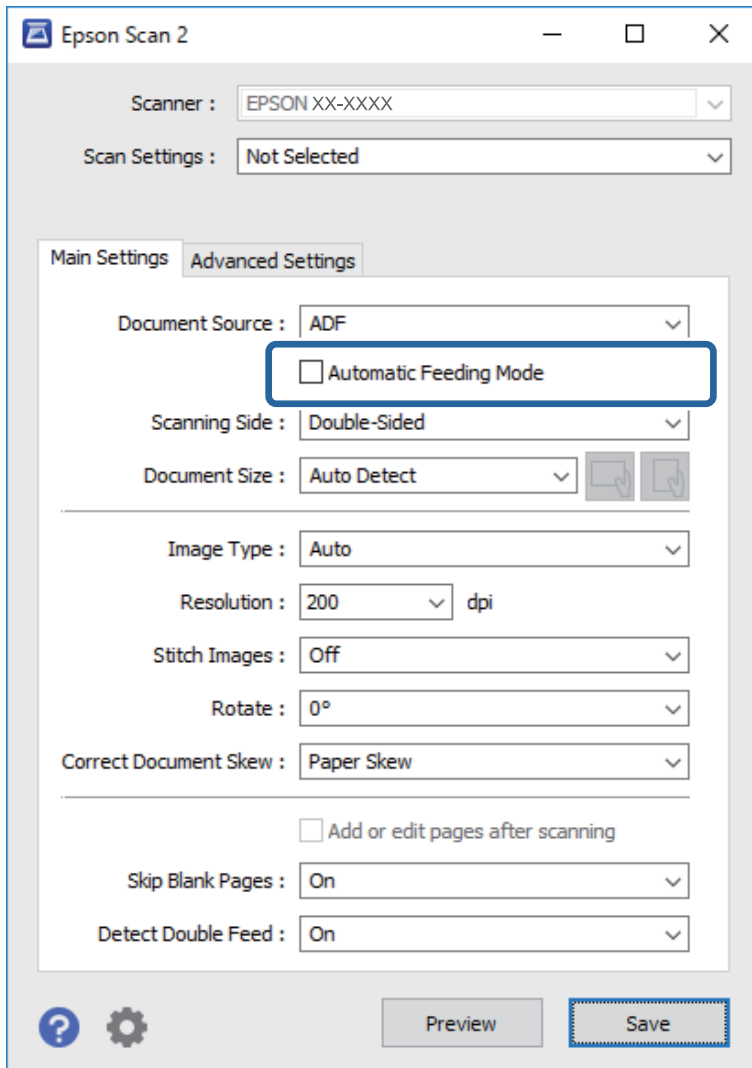 Epson Scan 2
Scanner : EPSON XX-XXXX
Scan Settings : Not Selected
Main Settings Advanced Settings
Document Source : ADF
Automatic Feeding Mode
Scanning Side : Double-Sided
Document Size : Auto Detect
Image Type : Auto
Resolution : 200 dpi
Stitch Images : Off
Rotate : 0°
Correct Document Skew : Paper Skew
Add or edit pages after scanning
Skip Blank Pages : On
Detect Double Feed : On
? Preview Save